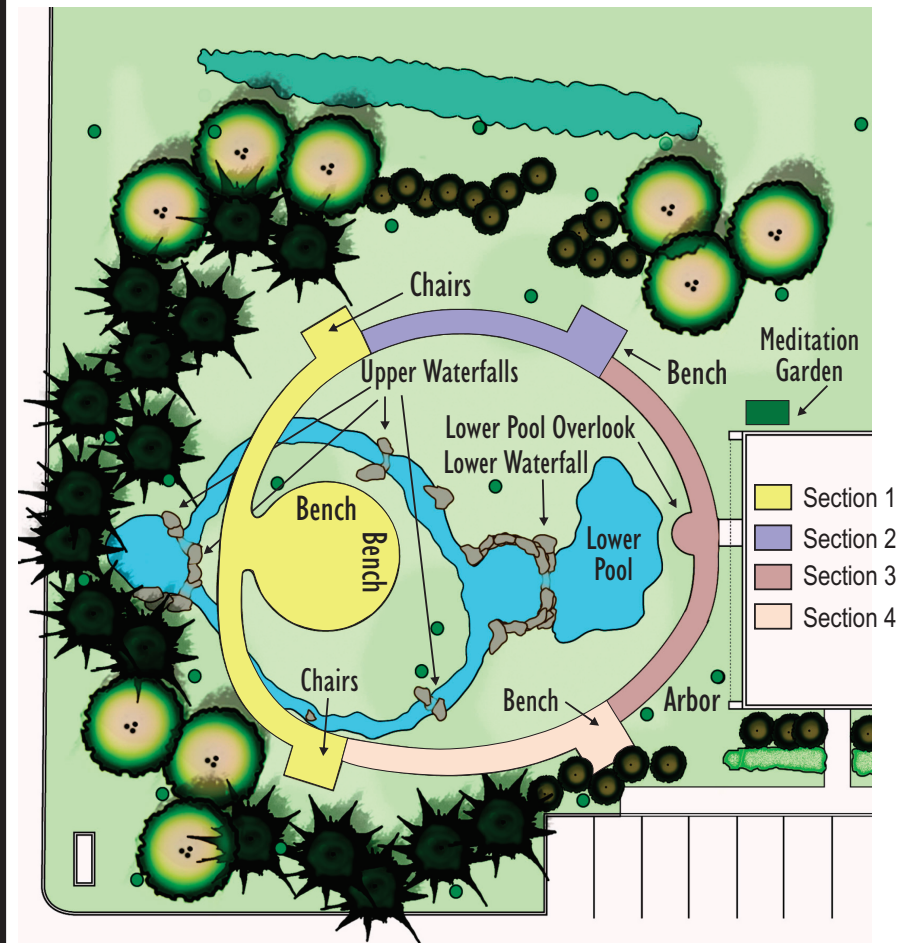 Chairs
Meditation
Garden
Upper Waterfalls
Bench
Lower Pool Overlook
Lower Waterfall
Bench
Bench
Lower
Pool
Section 1
Section 2
Section 3
Section 4
Chairs
Bench
Arbor